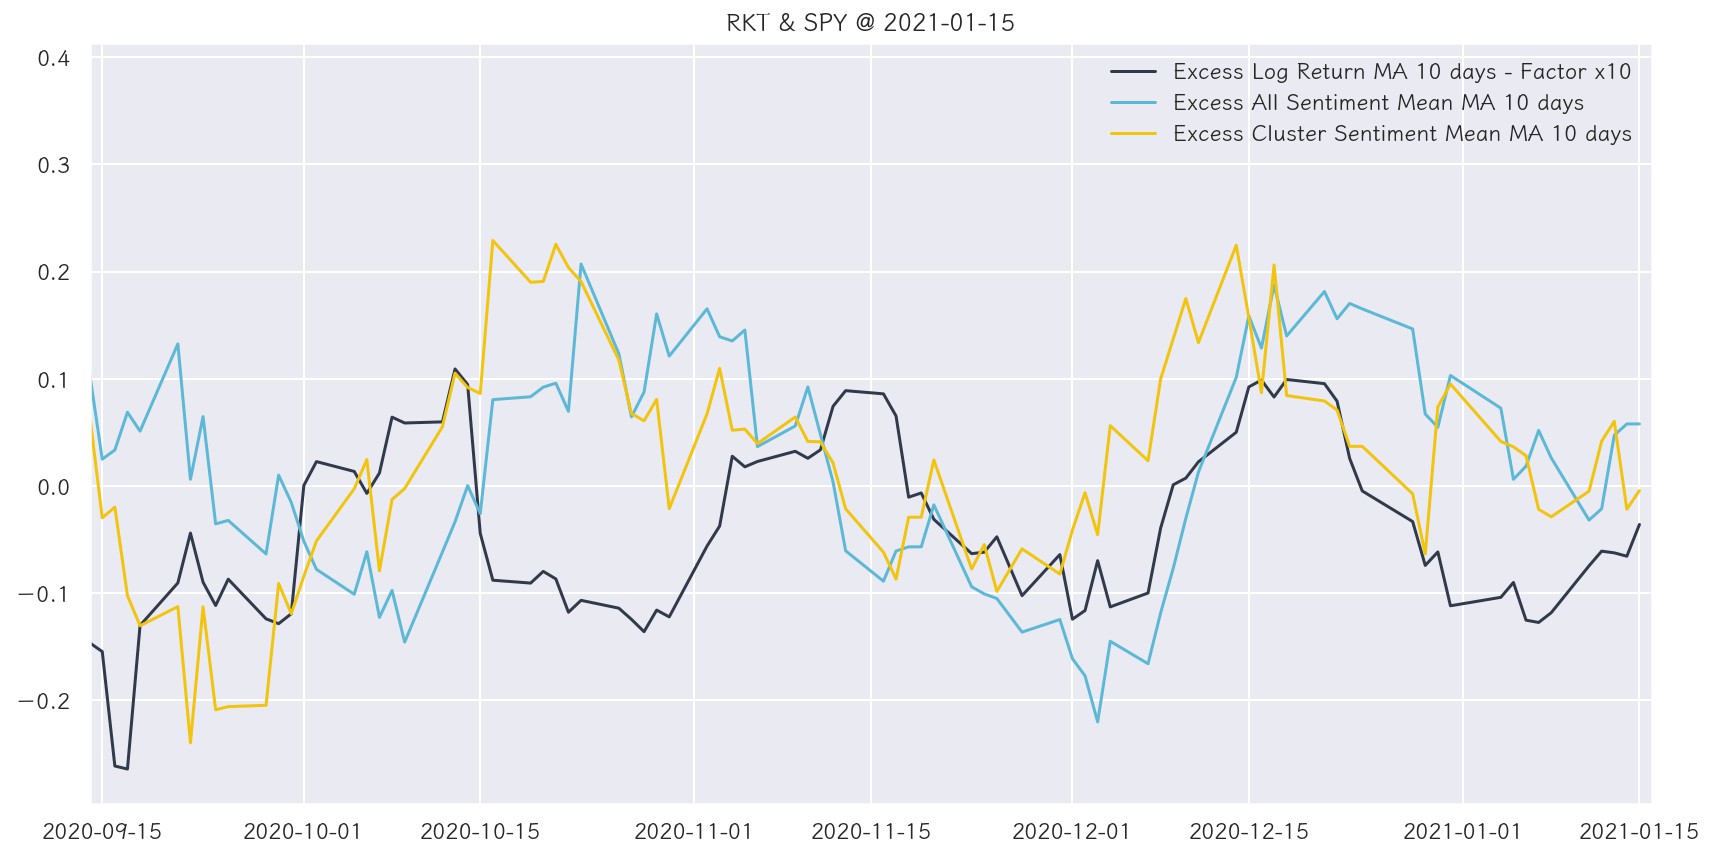 RKT & SPY @ 2021-01-15
0.4
0.3
0.2
0.1
0.0
−0.1
−0.2
Excess Log Return MA 10 days - Factor x10
Excess All Sentiment Mean MA 10 days
Excess Cluster Sentiment Mean MA 10 days
2020-09-15 2020-10-01 2020-10-15 2020-11-01 2020-11-15 2020-12-01 2020-12-15 2021-01-01 2021-01-15